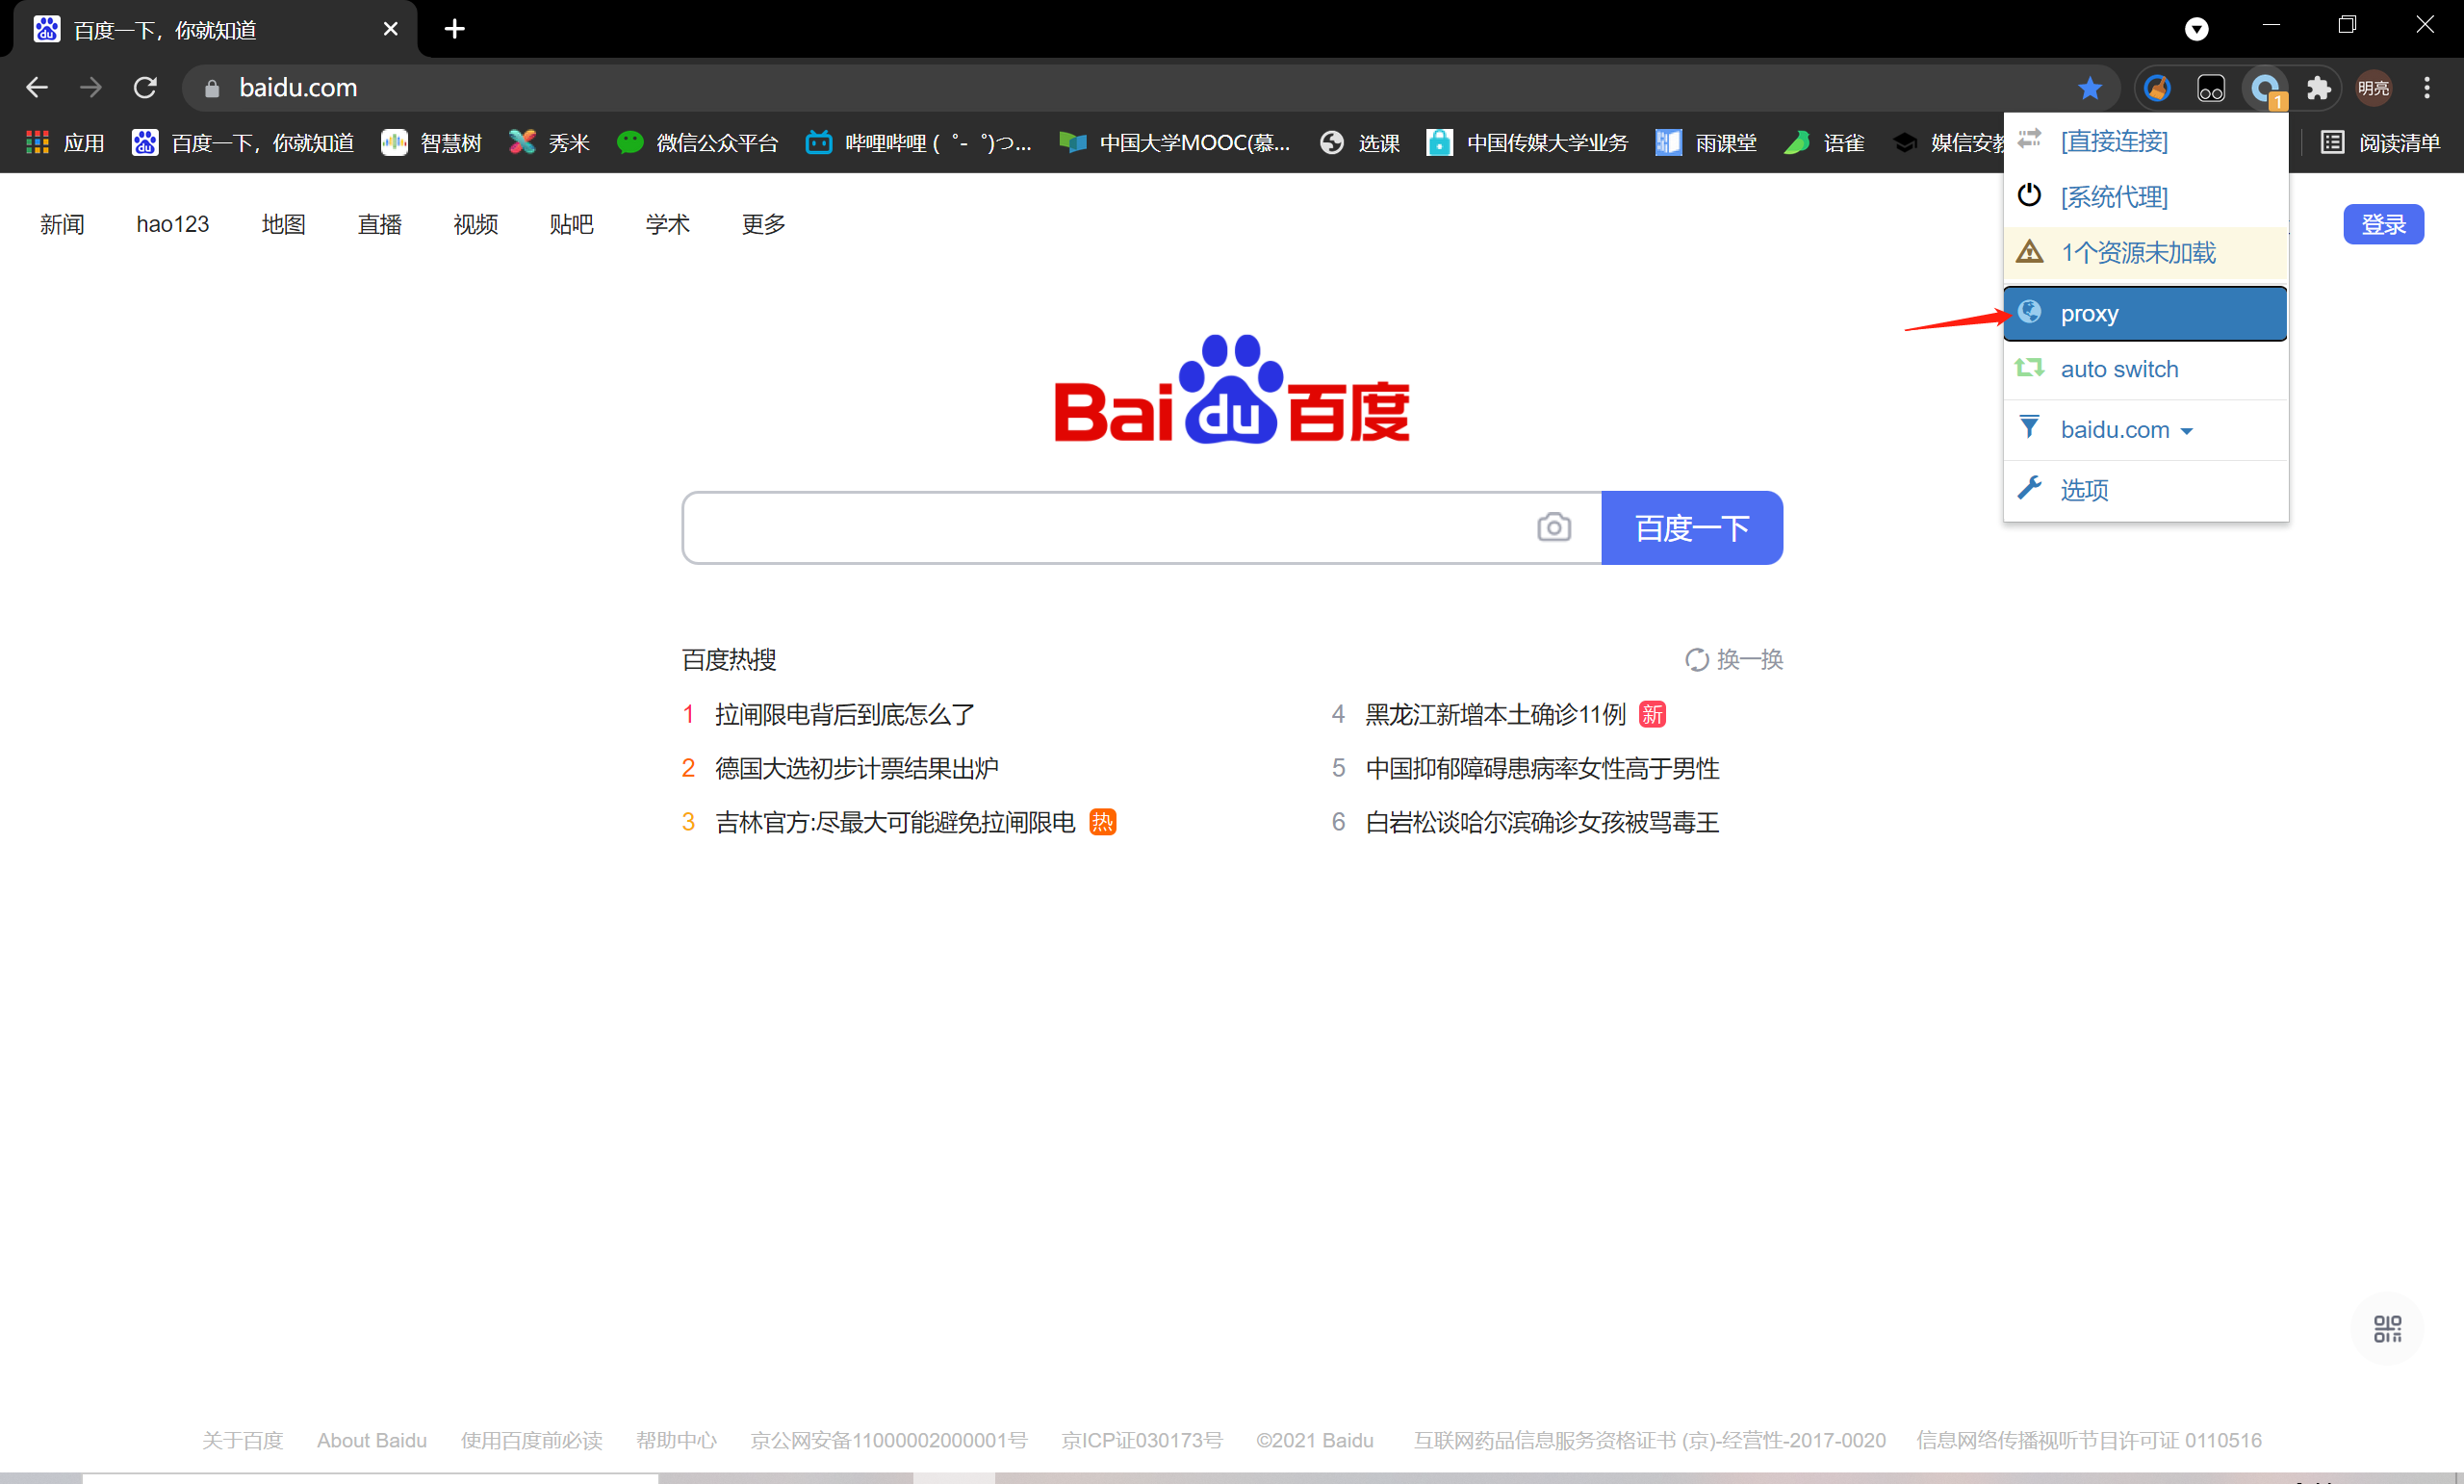 百度一下，你就知道
baidu.com
1
明亮
应用 百度一下，你就知道 智慧树 秀米 微信公众平台 哔哩哔哩 (゜-゜)つ... 中国大学MOOC(慕... 选课 中国传媒大学业务 雨课堂 语雀 媒信安教 阅读清单
新闻 hao123 地图 直播 视频 贴吧 学术 更多
登录
[直接连接]
[系统代理]
1个资源未加载
proxy
auto switch
baidu.com
选项
Bai du 百度
百度一下
百度热搜
换一换
1 拉闸限电背后到底怎么了
2 德国大选初步计票结果出炉
3 吉林官方:尽最大可能避免拉闸限电 热
4 黑龙江新增本土确诊11例 新
5 中国抑郁障碍患病率女性高于男性
6 白岩松谈哈尔滨确诊女孩被骂毒王
关于百度 About Baidu 使用百度前必读 帮助中心 京公网安备11000002000001号 京ICP证030173号 ©2021 Baidu 互联网药品信息服务资格证书 (京)-经营性-2017-0020 信息网络传播视听节目许可证 0110516